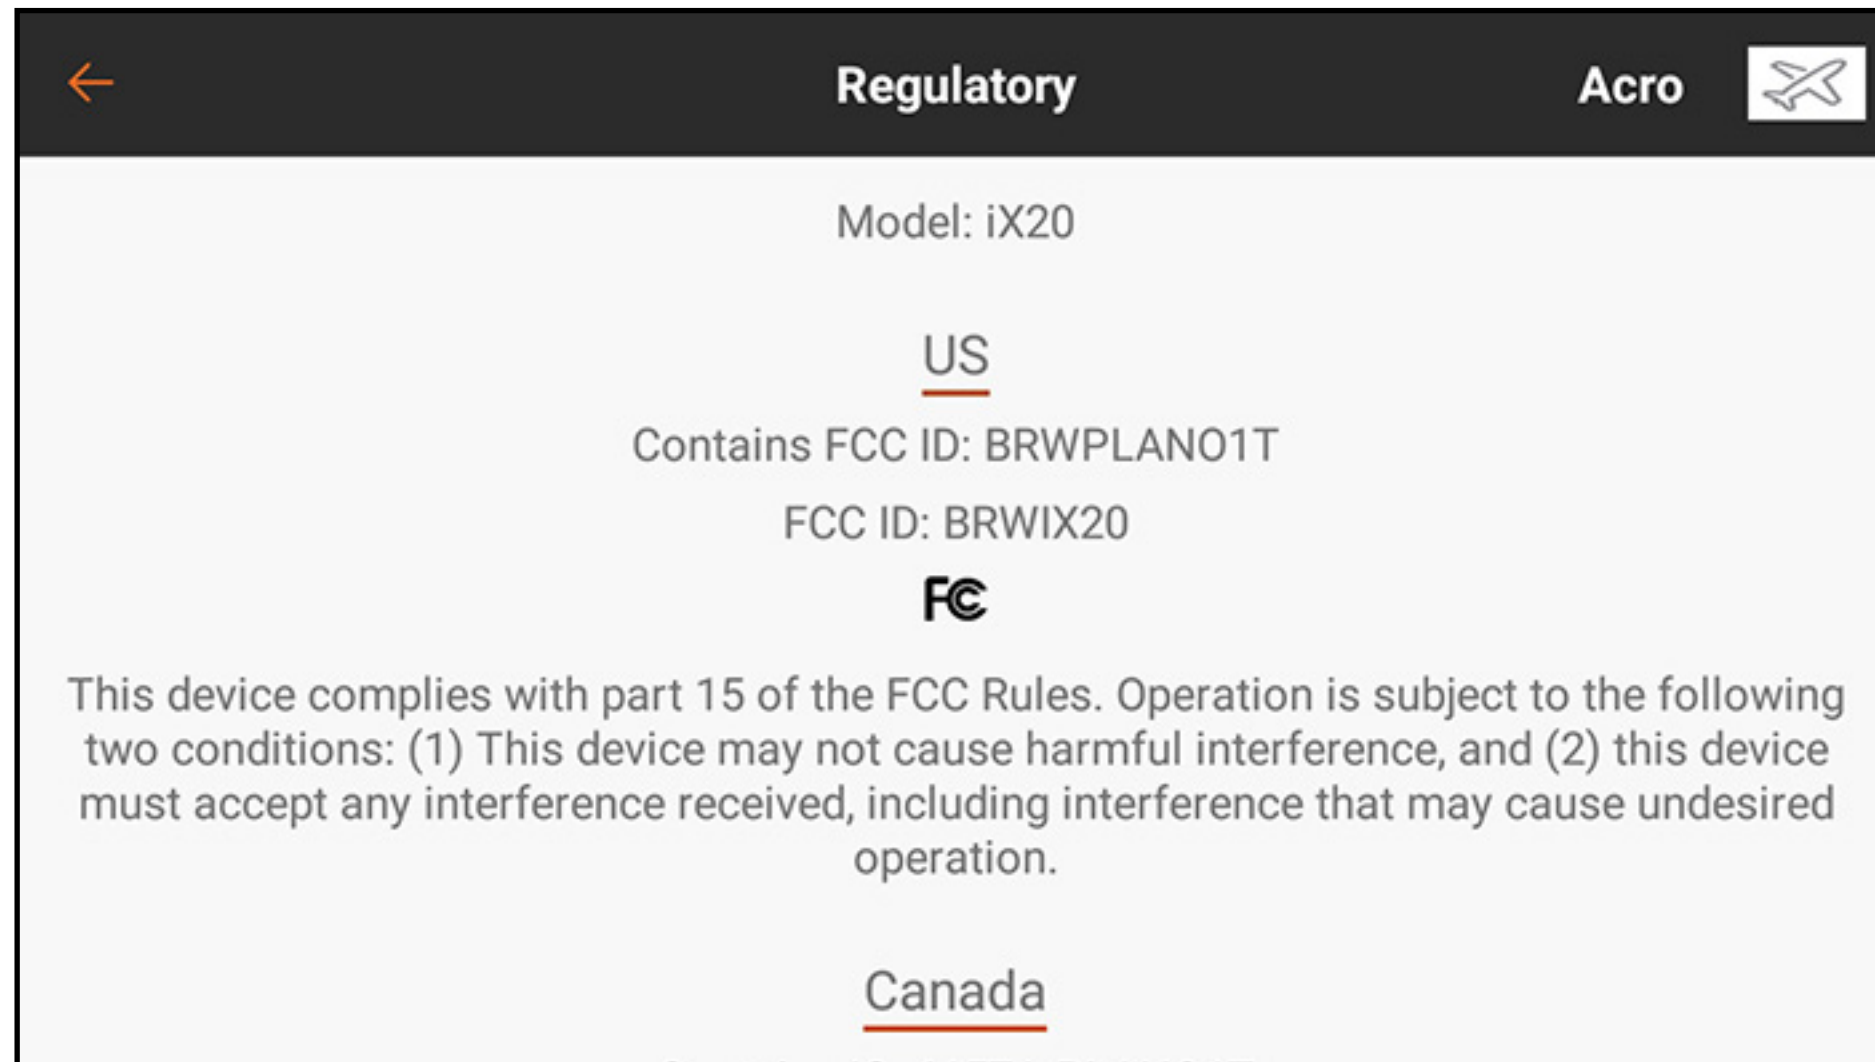 Regulatory
Acro
Model: iX20
US
Contains FCC ID: BRWPLANO1T
FCC ID: BRWIX20
FC
This device complies with part 15 of the FCC Rules. Operation is subject to the following
two conditions: (1) This device may not cause harmful interference, and (2) this device
must accept any interference received, including interference that may cause undesired
operation.
Canada